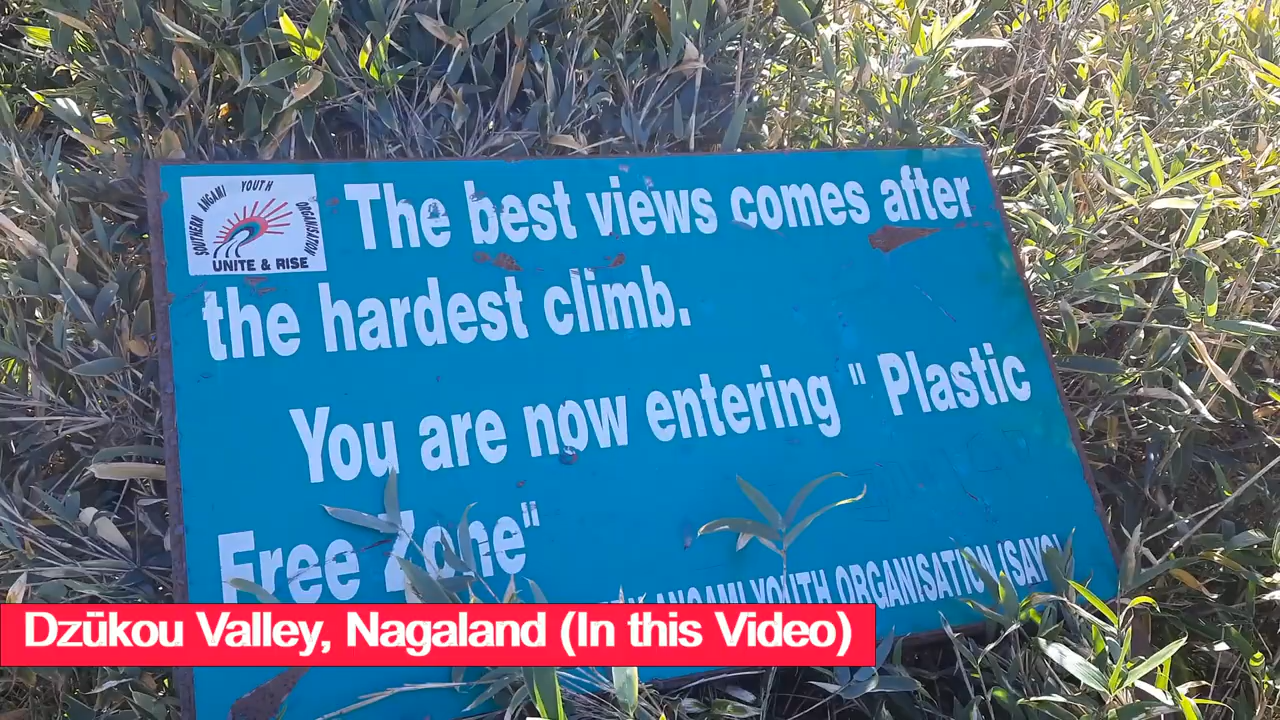 SOUTHERN ANGAMI YOUTH ORGANISATION
UNITE & RISE
The best views comes after
the hardest climb.
You are now entering " Plastic
Free Zone"
ANGAMI YOUTH ORGANISATION (SAYO)
Dzūkou Valley, Nagaland (In this Video)